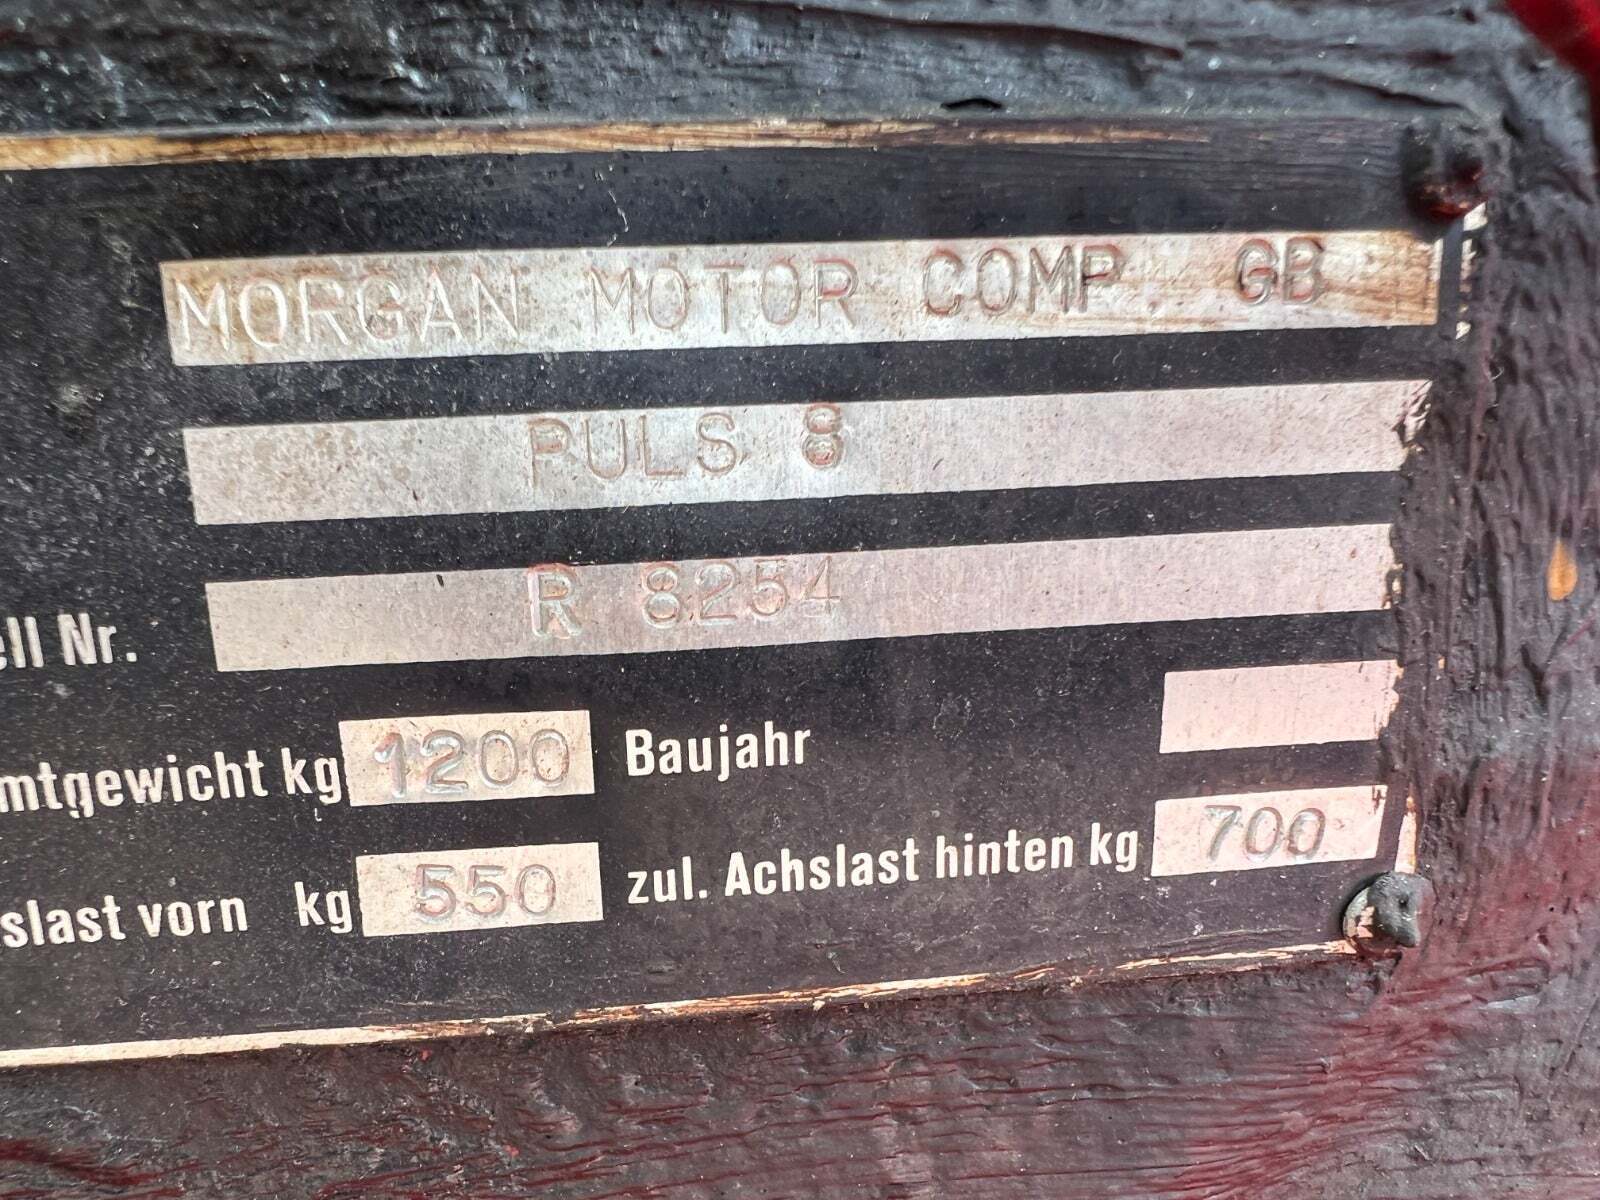 MORGAN MOTOR COMP. GB
PULS 8
ell Nr. R 8254
mtgewicht kg 1200 Baujahr
slast vorn kg 550 zul. Achslast hinten kg 700